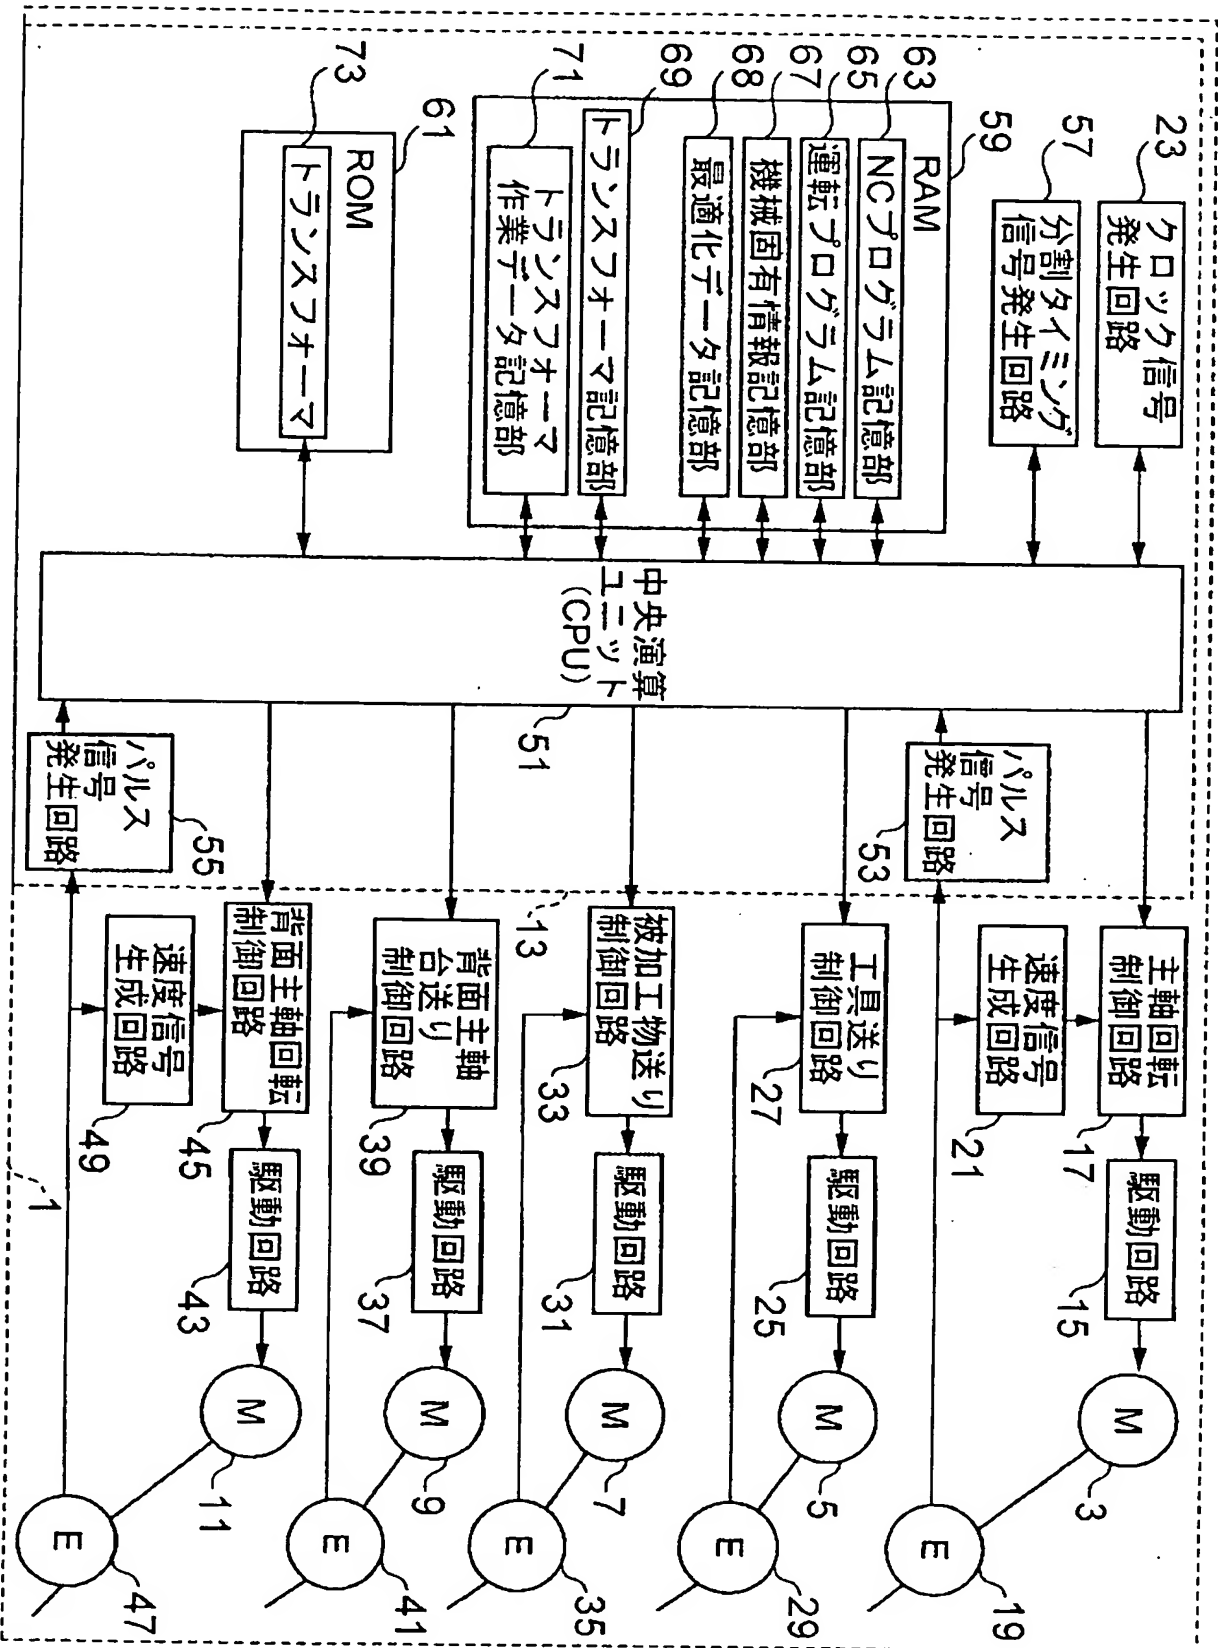 23
クロック信号
発生回路
57
分割タイミング
信号発生回路
59
RAM
63
NCプログラム記憶部
65
運転プログラム記憶部
67
機械固有情報記憶部
68
最適化データ記憶部
69
トランスフォーマ記憶部
71
トランスフォーマ
作業データ記憶部
61
ROM
73
トランスフォーマ
中央演算
ユニット
(CPU)
51
パルス
信号
発生回路
53
パルス
信号
発生回路
55
13
主軸回転
制御回路
17
駆動回路
15
M
3
速度信号
生成回路
21
E
19
工具送り
制御回路
27
駆動回路
25
M
5
E
29
被加工物送り
制御回路
33
駆動回路
31
M
7
E
35
背面主軸
台送り
制御回路
39
駆動回路
37
M
9
E
41
背面主軸回転
制御回路
45
駆動回路
43
M
11
速度信号
生成回路
49
E
47
1